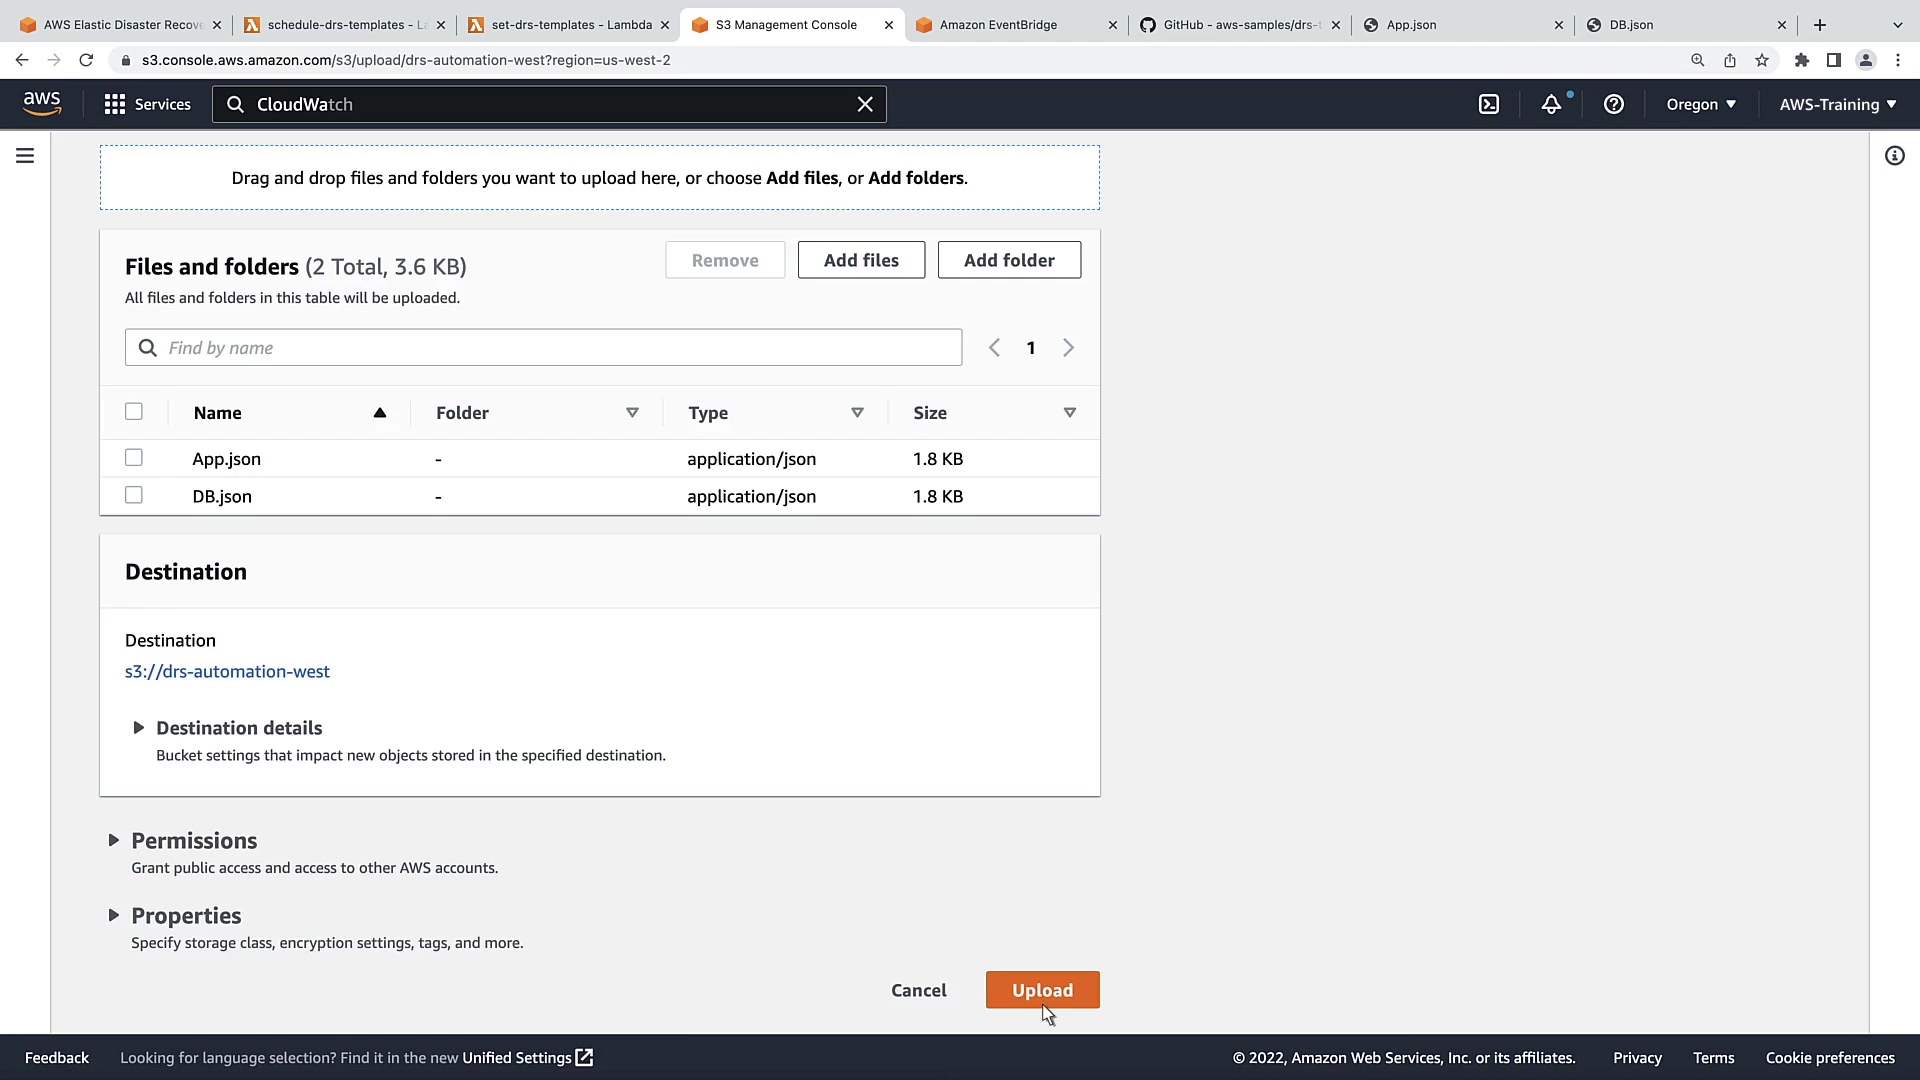 AWS Elastic Disaster Recove
schedule-drs-templates - La
set-drs-templates - Lambda
S3 Management Console
Amazon EventBridge
GitHub - aws-samples/drs-t
App.json
DB.json
s3.console.aws.amazon.com/s3/upload/drs-automation-west?region=us-west-2
aws
Services
CloudWatch
Oregon
AWS-Training
Drag and drop files and folders you want to upload here, or choose Add files, or Add folders.
Files and folders (2 Total, 3.6 KB)
Remove
Add files
Add folder
All files and folders in this table will be uploaded.
Find by name
1
Name
Folder
Type
Size
App.json
-
application/json
1.8 KB
DB.json
-
application/json
1.8 KB
Destination
Destination
s3://drs-automation-west
Destination details
Bucket settings that impact new objects stored in the specified destination.
Permissions
Grant public access and access to other AWS accounts.
Properties
Specify storage class, encryption settings, tags, and more.
Cancel
Upload
Feedback
Looking for language selection? Find it in the new Unified Settings
© 2022, Amazon Web Services, Inc. or its affiliates.
Privacy
Terms
Cookie preferences